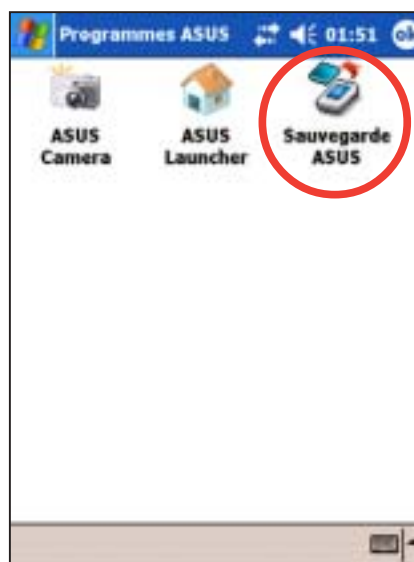 Programmes ASUS 01:51 ok
ASUS Camera
ASUS Launcher
Sauvegarde ASUS